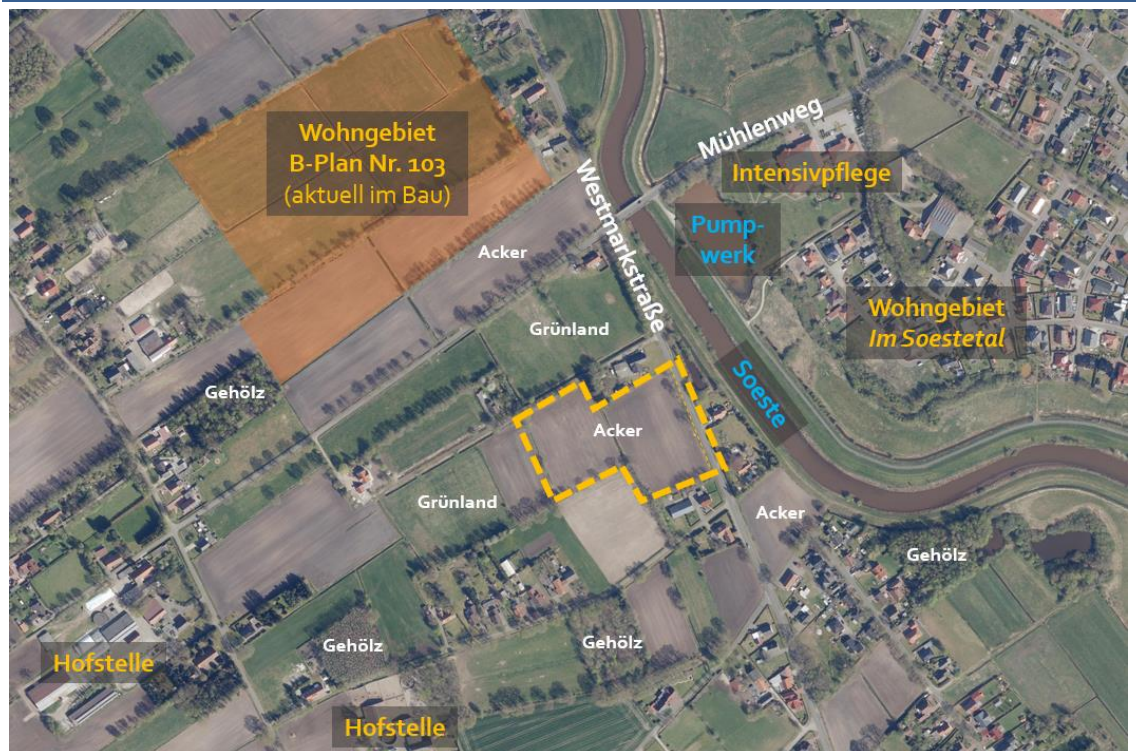 Wohngebiet
B-Plan Nr. 103
(aktuell im Bau)
Mühlenweg
Intensivpflege
Westmarkstraße
Pump-
werk
Acker
Wohngebiet
Im Soestetal
Grünland
Soeste
Gehölz
Acker
Grünland
Acker
Gehölz
Gehölz
Gehölz
Hofstelle
Hofstelle